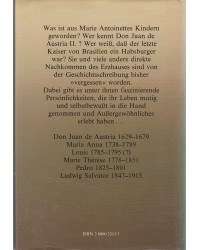 Was ist aus Marie Antoinettes Kindern
geworden? Wer kennt Don Juan de
Austria II. ? Wer weiß, daß der letzte
Kaiser von Brasilien ein Habsburger
war? Sie und viele andere direkte
Nachkommen des Erzhauses sind von
der Geschichtsschreibung bisher
»vergessen« worden.
Dabei gibt es unter ihnen faszinierende
Persönlichkeiten, die ihr Leben mutig
und selbstbewußt in die Hand
genommen und Außergewöhnliches
erlebt haben . . .
Don Juan de Austria 1629–1679
Maria Anna 1738–1789
Louis 1785–1795 (?)
Marie Thérèse 1778–1851
Pedro 1825–1891
Ludwig Salvator 1847–1915
ISBN 3